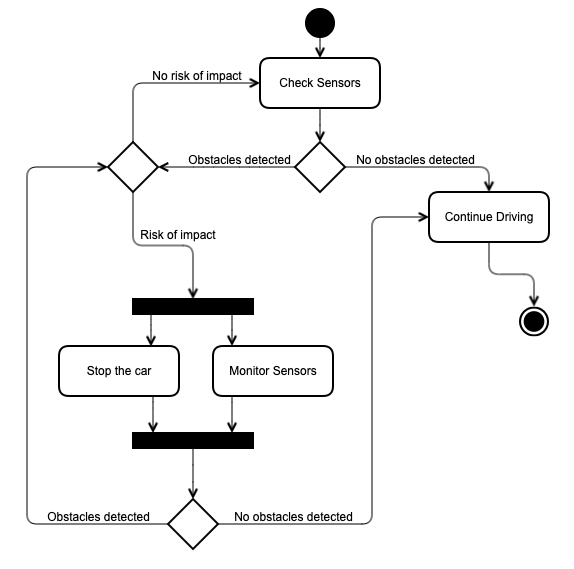 No risk of impact
Check Sensors
Obstacles detected
No obstacles detected
Continue Driving
Risk of impact
Stop the car
Monitor Sensors
Obstacles detected
No obstacles detected